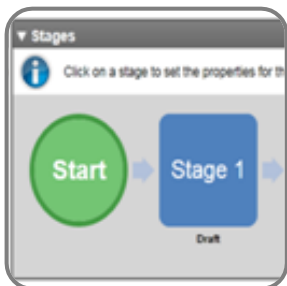 Stages
Click on a stage to set the properties for th
Start
Stage 1
Draft